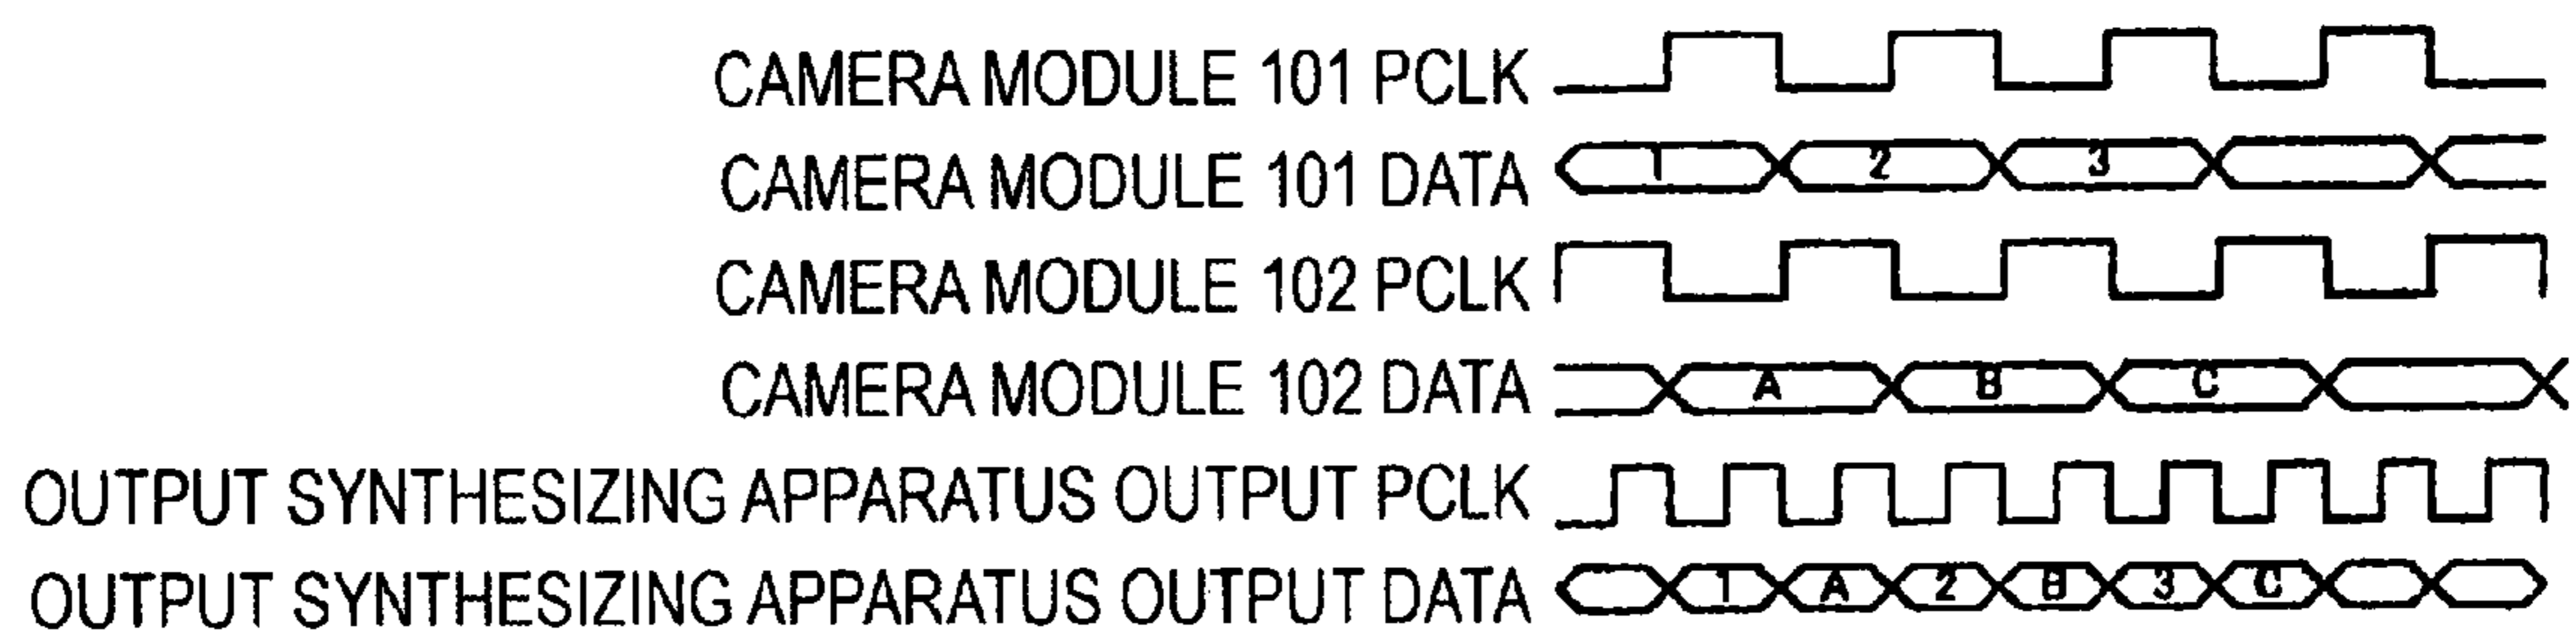 CAMERA MODULE 101 PCLK
CAMERA MODULE 101 DATA
1 2 3
CAMERA MODULE 102 PCLK
CAMERA MODULE 102 DATA
A B C
OUTPUT SYNTHESIZING APPARATUS OUTPUT PCLK
OUTPUT SYNTHESIZING APPARATUS OUTPUT DATA
1 A 2 B 3 C